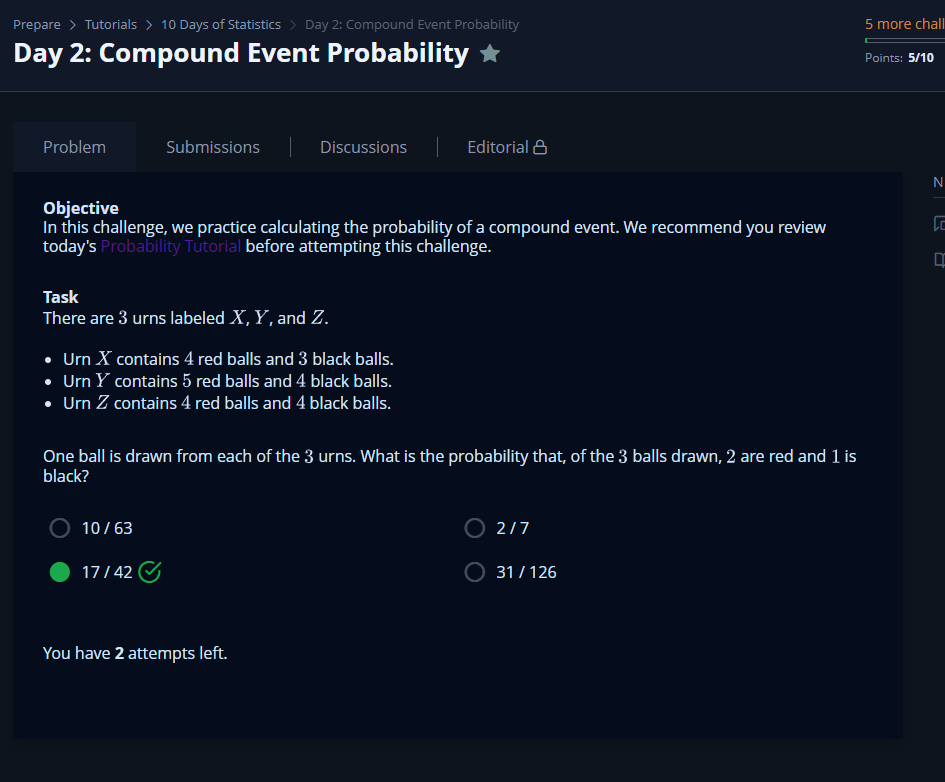 Prepare > Tutorials > 10 Days of Statistics > Day 2: Compound Event Probability
Day 2: Compound Event Probability
5 more chall
Points: 5/10
Problem
Submissions
Discussions
Editorial
N
Objective
In this challenge, we practice calculating the probability of a compound event. We recommend you review
today's Probability Tutorial before attempting this challenge.
Task
There are 3 urns labeled X, Y, and Z.
• Urn X contains 4 red balls and 3 black balls.
• Urn Y contains 5 red balls and 4 black balls.
• Urn Z contains 4 red balls and 4 black balls.
One ball is drawn from each of the 3 urns. What is the probability that, of the 3 balls drawn, 2 are red and 1 is
black?
10 / 63
2 / 7
17 / 42
31 / 126
You have 2 attempts left.